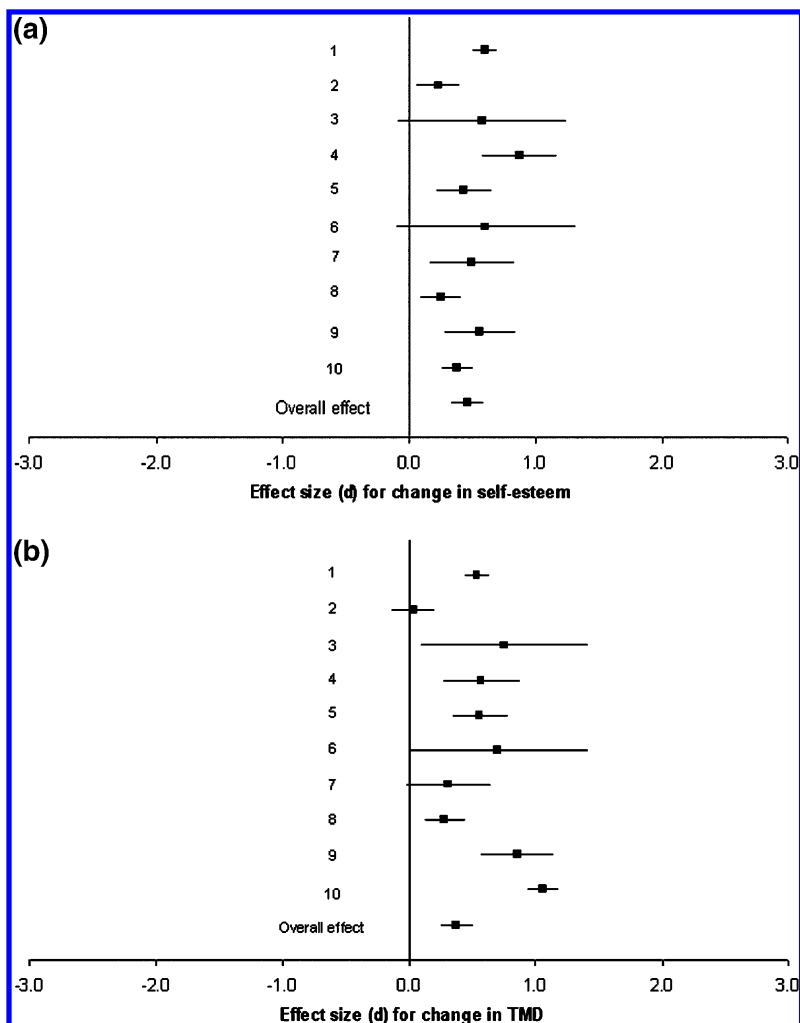 (a)
1
2
3
4
5
6
7
8
9
10
Overall effect
-3.0 -2.0 -1.0 0.0 1.0 2.0 3.0
Effect size (d) for change in self-esteem
(b)
1
2
3
4
5
6
7
8
9
10
Overall effect
-3.0 -2.0 -1.0 0.0 1.0 2.0 3.0
Effect size (d) for change in TMD